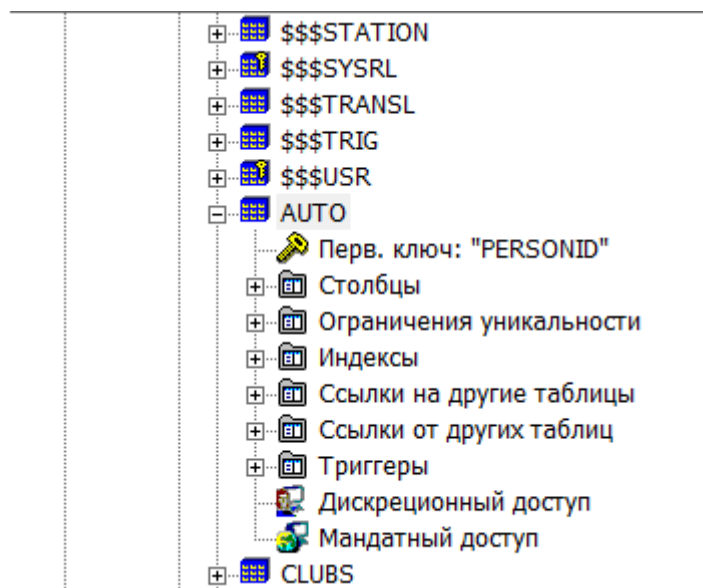 $$$STATION
$$$SYSRL
$$$TRANSL
$$$TRIG
$$$USR
AUTO
Перв. ключ: "PERSONID"
Столбцы
Ограничения уникальности
Индексы
Ссылки на другие таблицы
Ссылки от других таблиц
Триггеры
Дискреционный доступ
Мандатный доступ
CLUBS